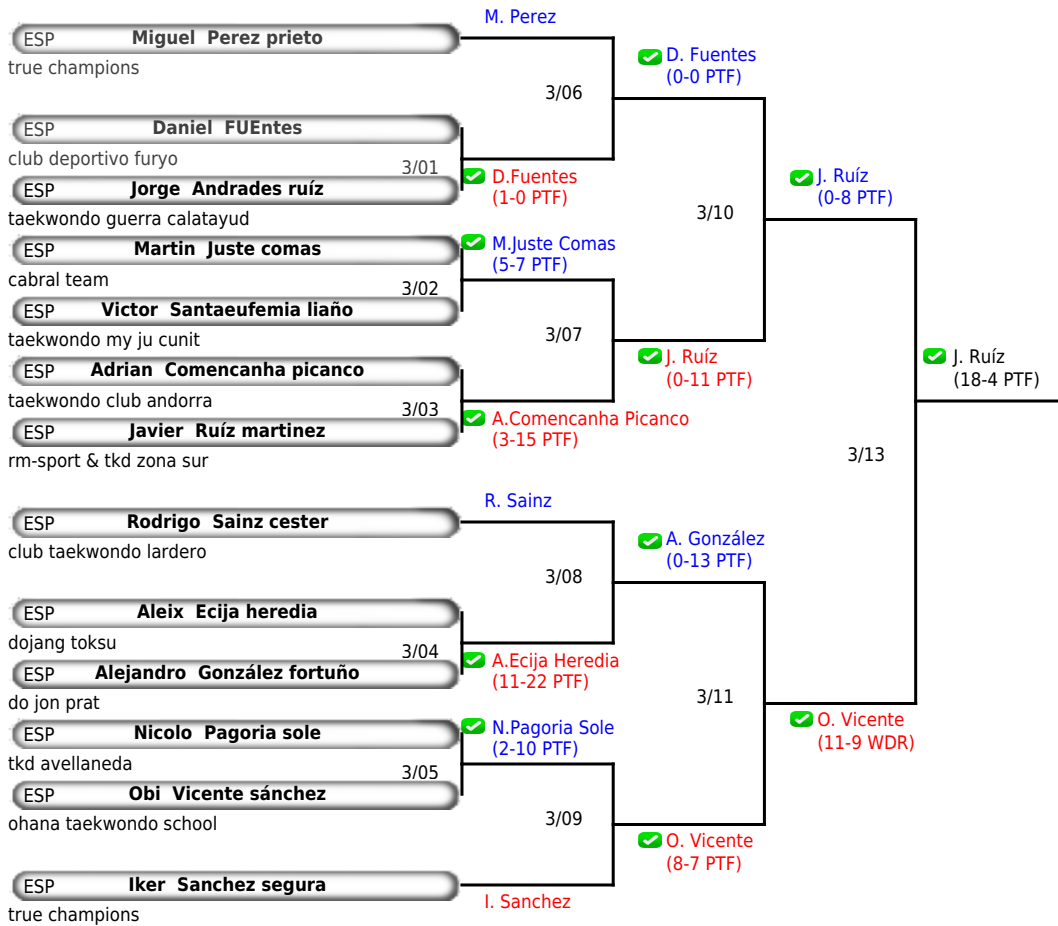 M. Perez
ESP Miguel Perez prieto
true champions
D. Fuentes
(0-0 PTF)
3/06
ESP Daniel FUEntes
club deportivo furyo
3/01
D.Fuentes
(1-0 PTF)
ESP Jorge Andrades ruíz
taekwondo guerra calatayud
J. Ruíz
(0-8 PTF)
3/10
ESP Martin Juste comas
cabral team
M.Juste Comas
(5-7 PTF)
3/02
ESP Victor Santaeufemia liaño
taekwondo my ju cunit
3/07
J. Ruíz
(0-11 PTF)
J. Ruíz
(18-4 PTF)
ESP Adrian Comencanha picanco
taekwondo club andorra
3/03
A.Comencanha Picanco
(3-15 PTF)
ESP Javier Ruíz martinez
rm-sport & tkd zona sur
3/13
R. Sainz
ESP Rodrigo Sainz cester
club taekwondo lardero
A. González
(0-13 PTF)
3/08
ESP Aleix Ecija heredia
dojang toksu
3/04
A.Ecija Heredia
(11-22 PTF)
ESP Alejandro González fortuño
do jon prat
3/11
ESP Nicolo Pagoria sole
tkd avellaneda
N.Pagoria Sole
(2-10 PTF)
O. Vicente
(11-9 WDR)
3/05
ESP Obi Vicente sánchez
ohana taekwondo school
3/09
O. Vicente
(8-7 PTF)
ESP Iker Sanchez segura
true champions
I. Sanchez